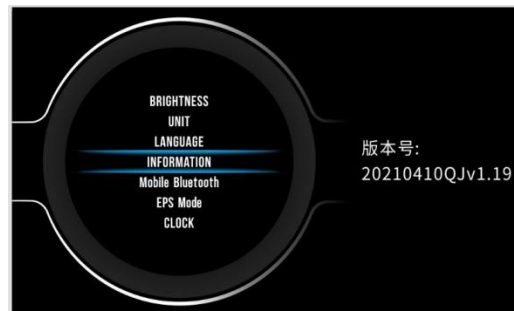 BRIGHTNESS
UNIT
LANGUAGE
INFORMATION
Mobile Bluetooth
EPS Mode
CLOCK
版本号:
20210410QJv1.19